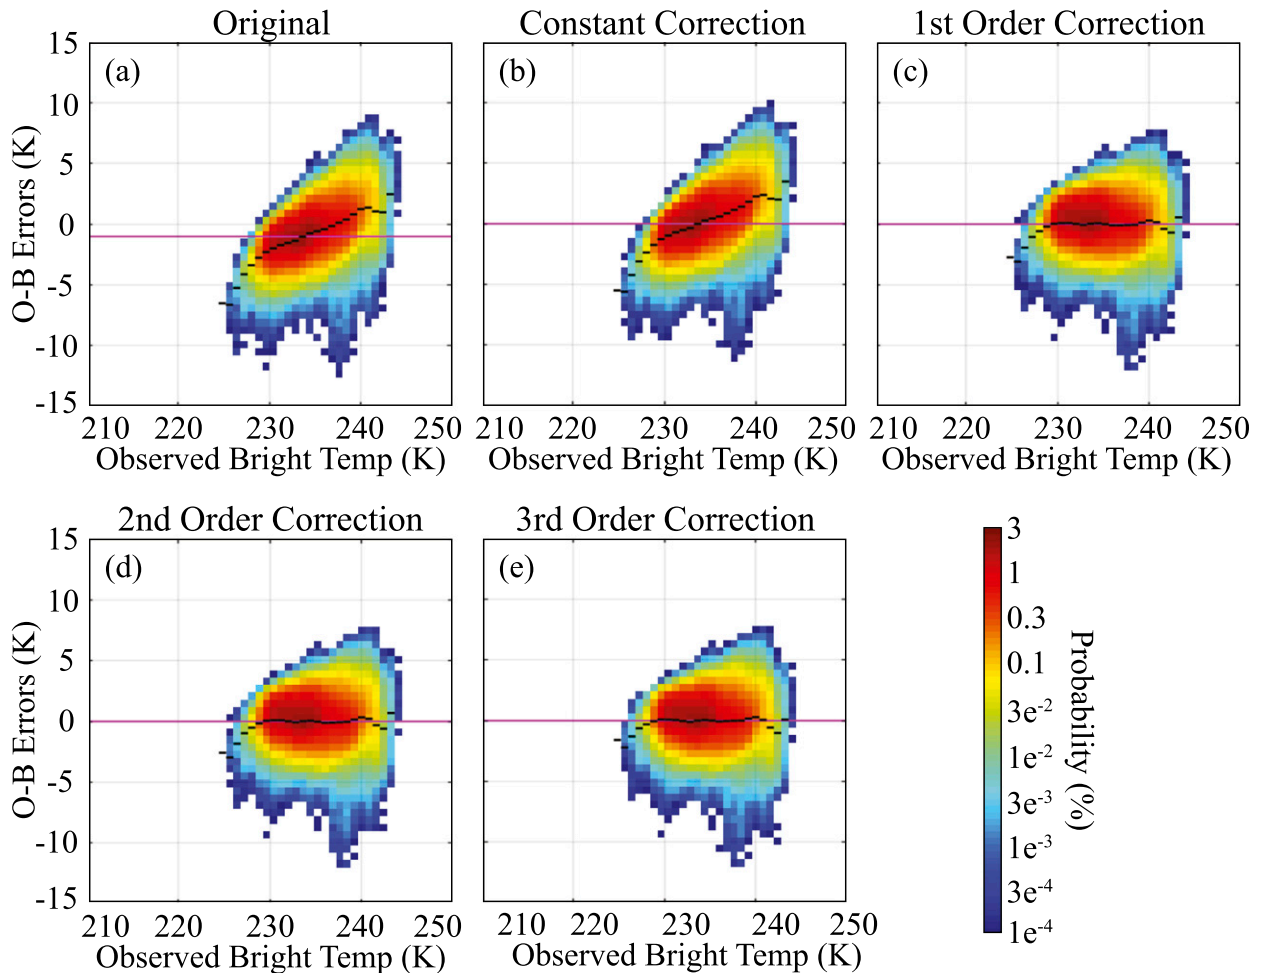 Original
Constant Correction
1st Order Correction
(a)
(b)
(c)
15
10
5
0
-5
-10
-15
O-B Errors (K)
210 220 230 240 250
210 220 230 240 250
210 220 230 240 250
Observed Bright Temp (K)
Observed Bright Temp (K)
Observed Bright Temp (K)
2nd Order Correction
3rd Order Correction
(d)
(e)
15
10
5
0
-5
-10
-15
O-B Errors (K)
210 220 230 240 250
210 220 230 240 250
Observed Bright Temp (K)
Observed Bright Temp (K)
3
1
0.3
0.1
3e-2
1e-2
3e-3
1e-3
3e-4
1e-4
Probability (%)